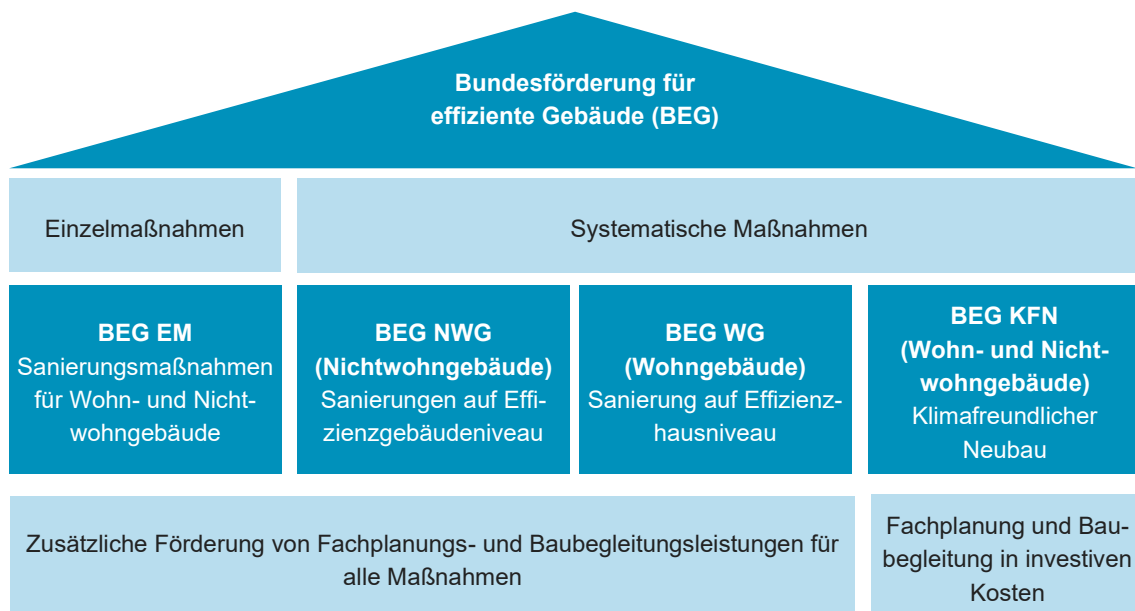 Bundesförderung für
effiziente Gebäude (BEG)
Einzelmaßnahmen
Systematische Maßnahmen
BEG EM
Sanierungsmaßnahmen
für Wohn- und Nicht-
wohngebäude
BEG NWG
(Nichtwohngebäude)
Sanierungen auf Effi-
zienzgebäudeniveau
BEG WG
(Wohngebäude)
Sanierung auf Effizienz-
hausniveau
BEG KFN
(Wohn- und Nicht-
wohngebäude)
Klimafreundlicher
Neubau
Zusätzliche Förderung von Fachplanungs- und Baubegleitungsleistungen für
alle Maßnahmen
Fachplanung und Bau-
begleitung in investiven
Kosten